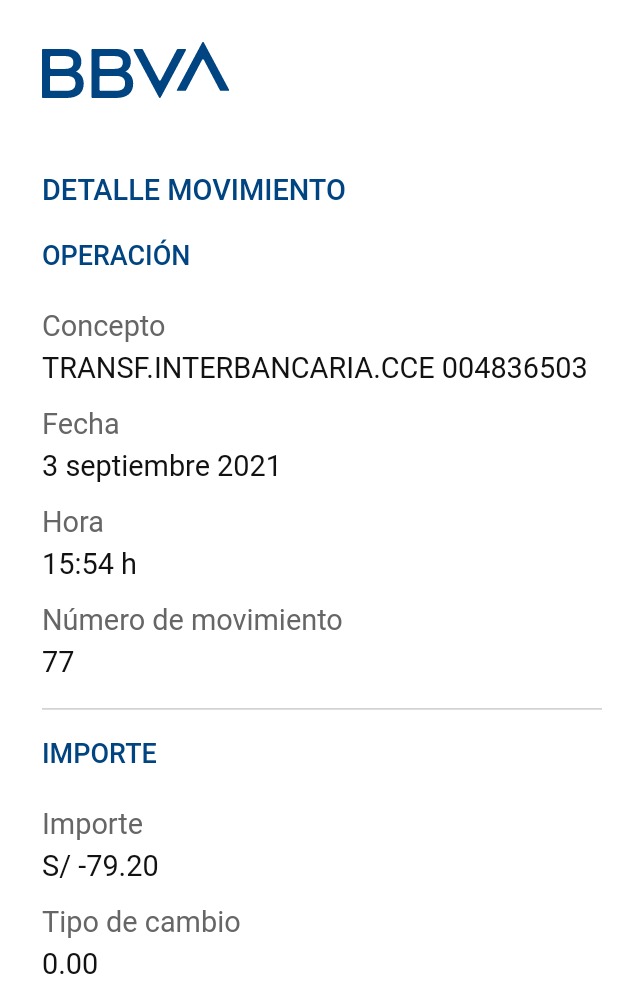 BBVA
DETALLE MOVIMIENTO
OPERACIÓN
Concepto
TRANSF.INTERBANCARIA.CCE 004836503
Fecha
3 septiembre 2021
Hora
15:54 h
Número de movimiento
77
IMPORTE
Importe
S/ -79.20
Tipo de cambio
0.00